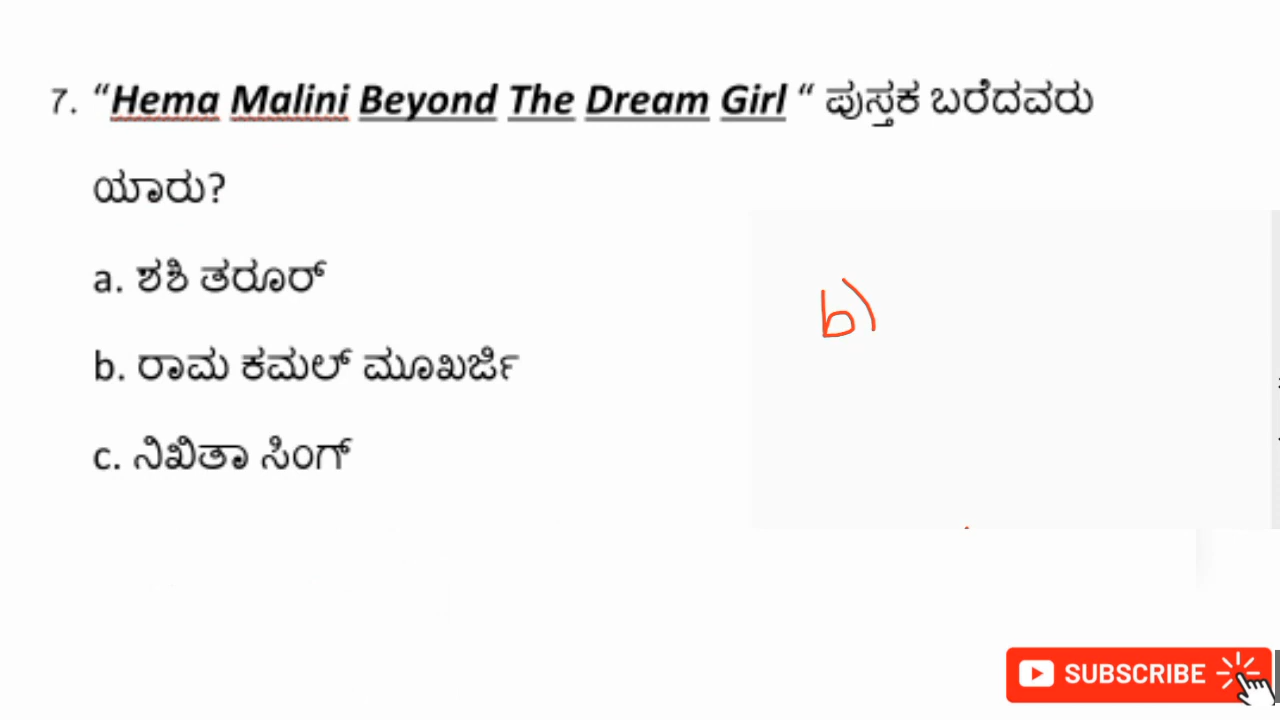 7. “Hema Malini Beyond The Dream Girl “ ಪುಸ್ತಕ ಬರೆದವರು
ಯಾರು?
a. ಶಶಿ ತರೂರ್
b. ರಾಮ ಕಮಲ್ ಮೂಖರ್ಜಿ
c. ನಿಖಿತಾ ಸಿಂಗ್
b)
SUBSCRIBE